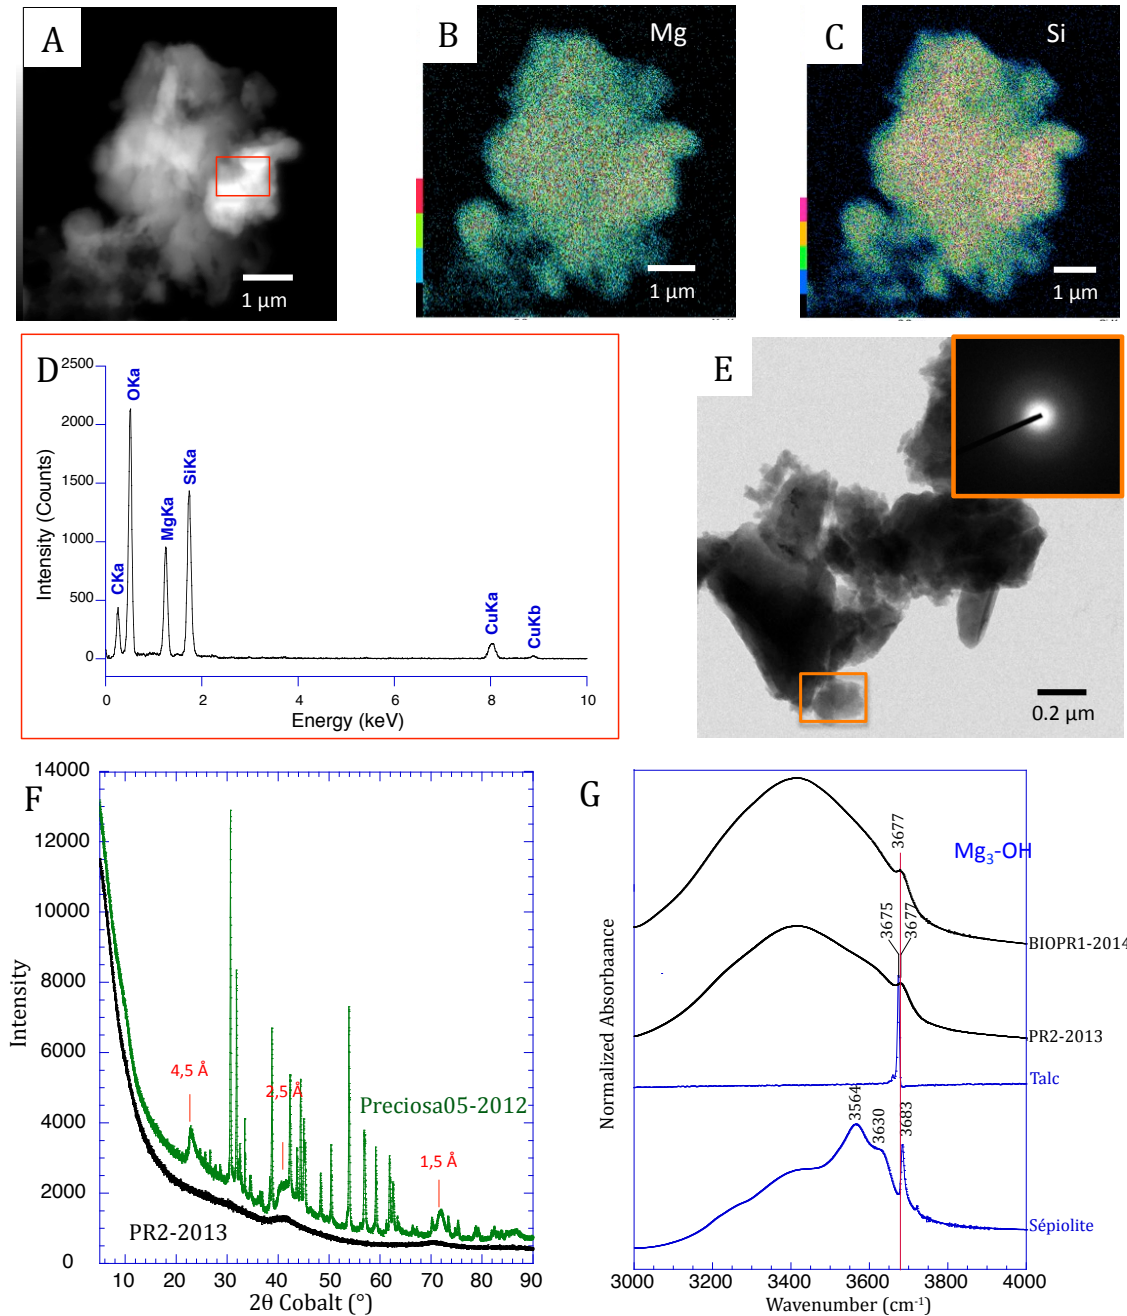 A
1 µm
B
Mg
1 µm
C
Si
1 µm
D
2500
2000
1500
1000
500
0
Intensity (Counts)
CKa
OKa
MgKa
SiKa
CuKa
CuKb
0
2
4
6
8
10
Energy (keV)
E
0.2 µm
F
14000
12000
10000
8000
6000
4000
2000
0
Intensity
4,5 Å
2,5 Å
1,5 Å
Preciosa05-2012
PR2-2013
10
20
30
40
50
60
70
80
90
2θ Cobalt (°)
G
Normalized Absorbaance
3677
Mg3-OH
3675
3677
BIOPR1-2014
PR2-2013
Talc
3564
3630
3683
Sépiolite
3000
3200
3400
3600
3800
4000
Wavenumber (cm-1)